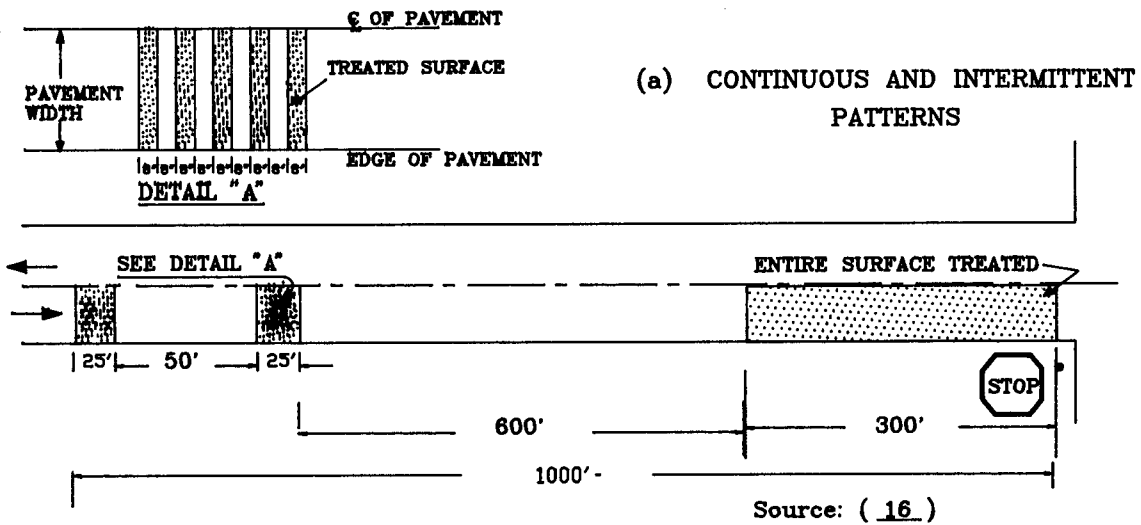 ℄ OF PAVEMENT
TREATED SURFACE
PAVEMENT
WIDTH
(a) CONTINUOUS AND INTERMITTENT
PATTERNS
EDGE OF PAVEMENT
DETAIL "A"
SEE DETAIL "A"
ENTIRE SURFACE TREATED
25' 50' 25'
STOP
600' 300'
1000'-
Source: ( 16 )